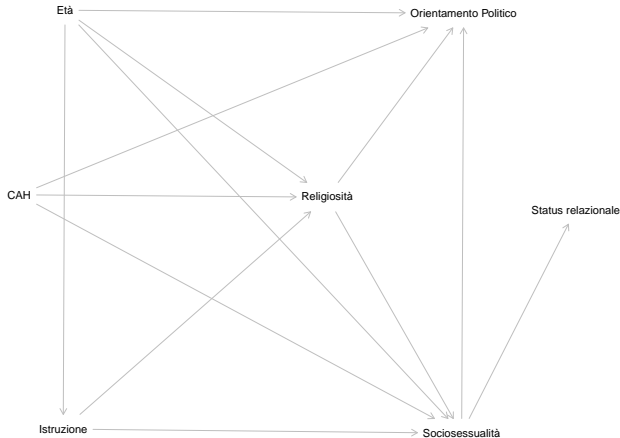 Età
Orientamento Politico
CAH
Religiosità
Status relazionale
Istruzione
Sociosessualità